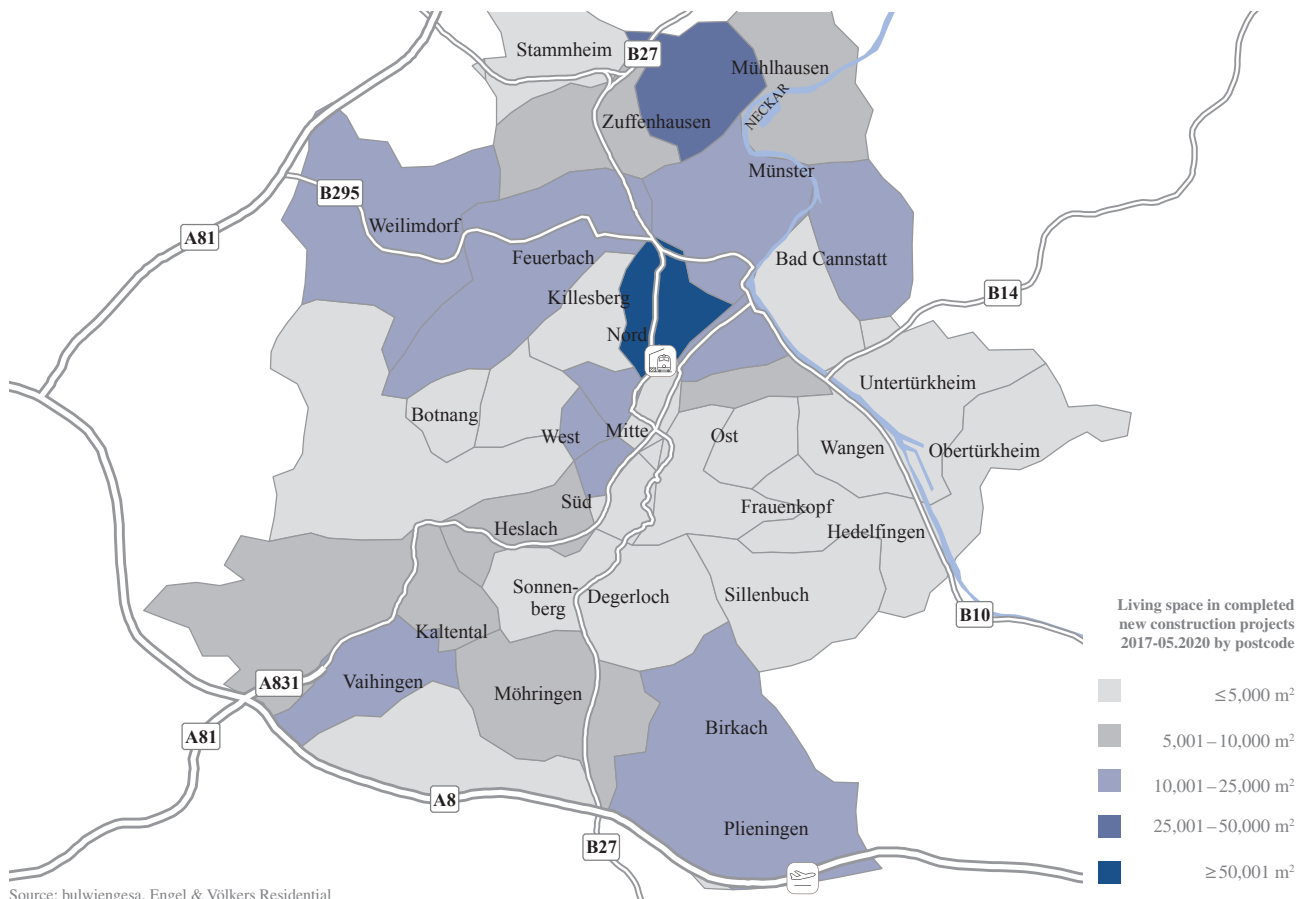 Stammheim
B27
Mühlhausen
NECKAR
Zuffenhausen
Münster
B295
Weilimdorf
A81
Feuerbach
Bad Cannstatt
Killesberg
B14
Nord
Untertürkheim
Botnang
West
Mitte
Ost
Wangen
Obertürkheim
Süd
Frauenkopf
Heslach
Hedelfingen
Sonnen-
berg
Degerloch
Sillenbuch
B10
Kaltental
A831
Vaihingen
Möhringen
Birkach
A81
A8
Plieningen
B27
Living space in completed
new construction projects
2017-05.2020 by postcode
≤5,000 m²
5,001–10,000 m²
10,001–25,000 m²
25,001–50,000 m²
≥50,001 m²
Source: bulwiengesa, Engel & Völkers Residential